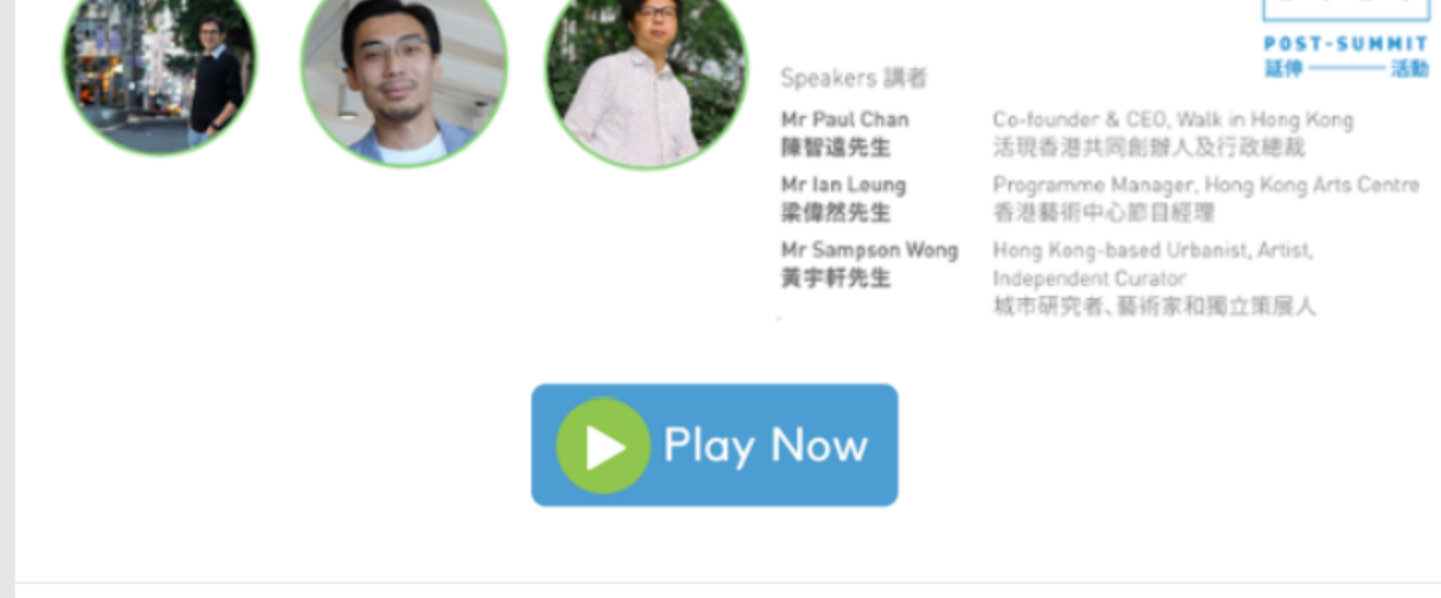 POST-SUMMIT
延伸 活動
Speakers 講者
Mr Paul Chan
陳智遠先生
Co-founder & CEO, Walk in Hong Kong
活現香港共同創辦人及行政總裁
Mr Ian Leung
梁偉然先生
Programme Manager, Hong Kong Arts Centre
香港藝術中心節目經理
Mr Sampson Wong
黃宇軒先生
Hong Kong-based Urbanist, Artist,
Independent Curator
城市研究者、藝術家和獨立策展人
Play Now